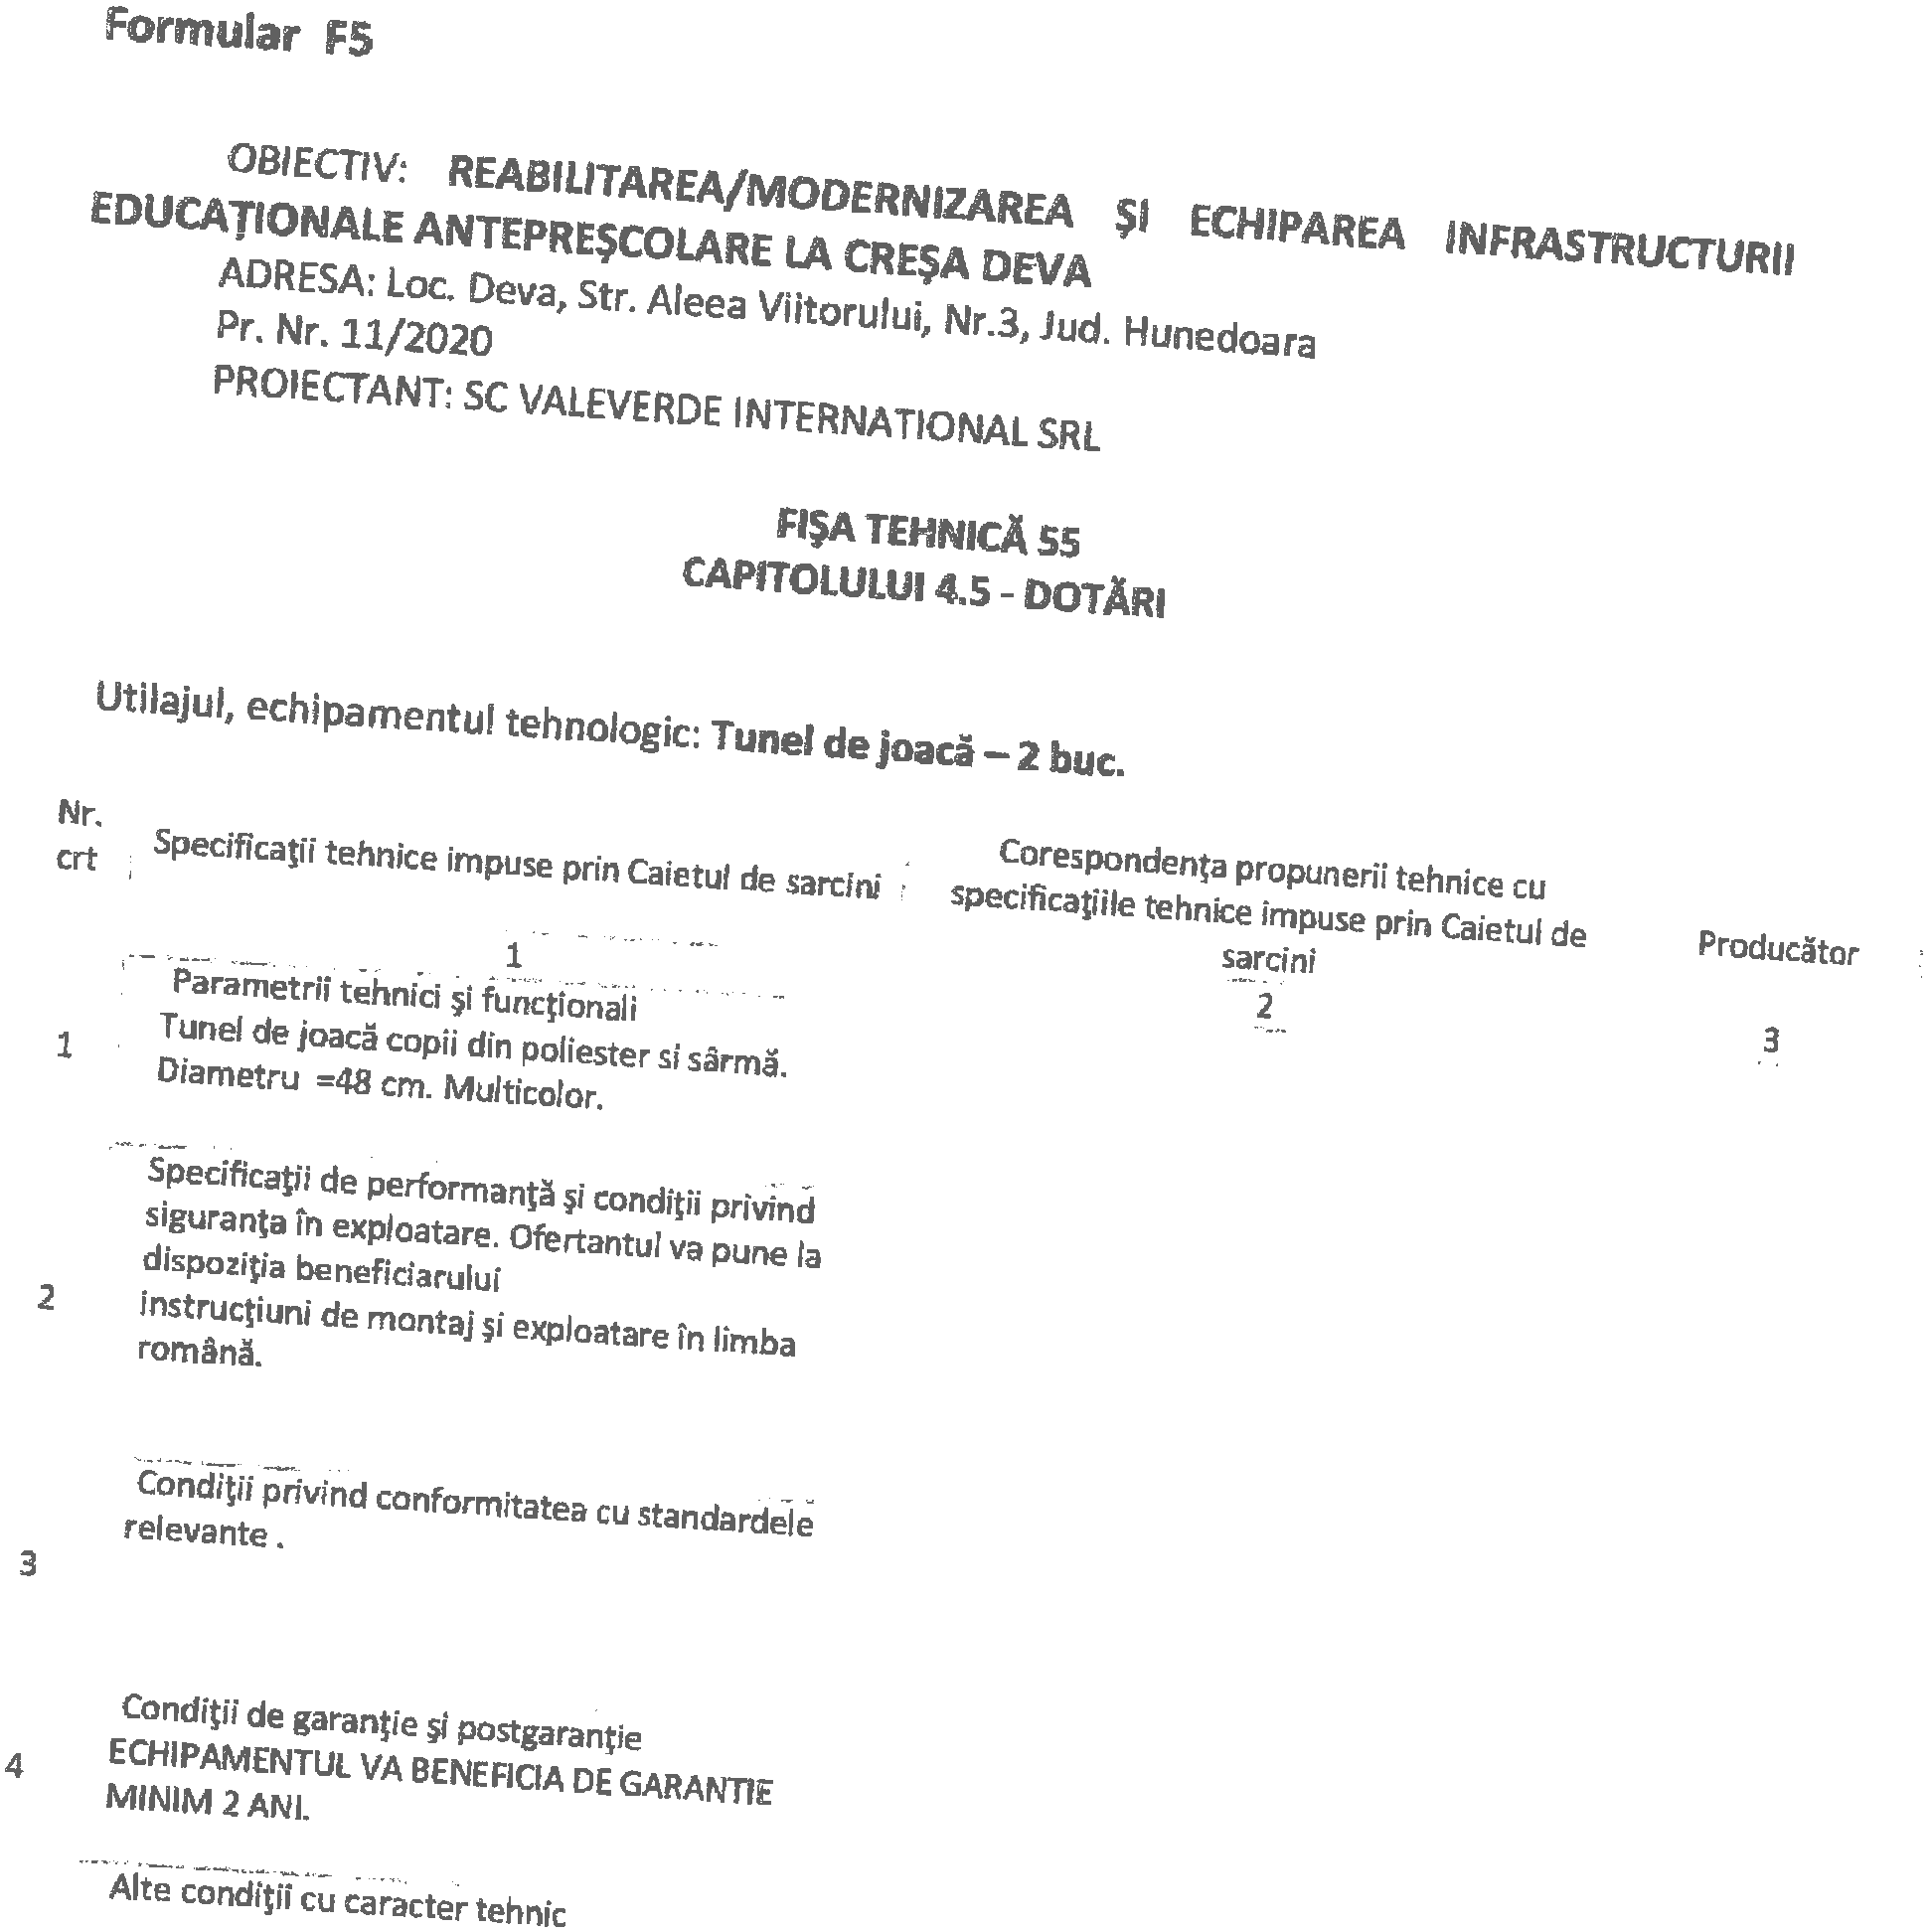 Formular F5
OBIECTIV: REABILITAREA/MODERNIZAREA ŞI ECHIPAREA INFRASTRUCTURII
EDUCAŢIONALE ANTEPREŞCOLARE LA CREŞA DEVA
ADRESA: Loc. Deva, Str. Aleea Viitorului, Nr.3, Jud. Hunedoara
Pr. Nr. 11/2020
PROIECTANT: SC VALEVERDE INTERNATIONAL SRL
FIŞA TEHNICĂ 55
CAPITOLULUI 4.5 - DOTĂRI
Utilajul, echipamentul tehnologic: Tunel de joacă – 2 buc.
Nr.
crt
Specificaţii tehnice impuse prin Caietul de sarcini
Corespondenţa propunerii tehnice cu
specificaţiile tehnice impuse prin Caietul de
sarcini
Producător
1
2
3
1
Parametrii tehnici şi funcţionali
Tunel de joacă copii din poliester si sârmă.
Diametru =48 cm. Multicolor.
2
Specificaţii de performanţă şi condiţii privind
siguranţa în exploatare. Ofertantul va pune la
dispoziţia beneficiarului
instrucţiuni de montaj şi exploatare în limba
română.
3
Condiţii privind conformitatea cu standardele
relevante .
4
Condiţii de garanţie şi postgaranţie
ECHIPAMENTUL VA BENEFICIA DE GARANTIE
MINIM 2 ANI.
Alte condiţii cu caracter tehnic